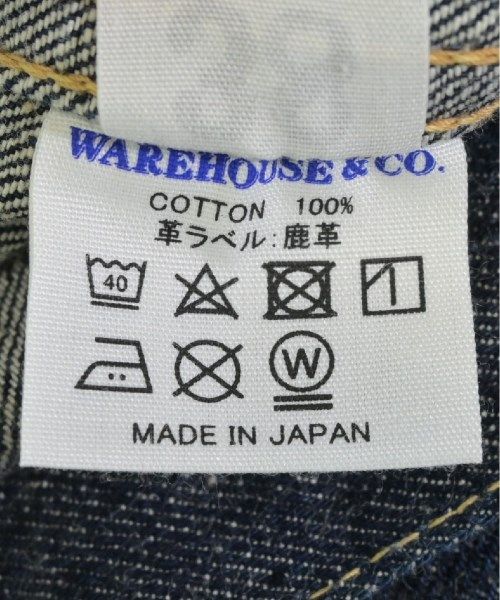 WAREHOUSE & CO.
COTTON 100%
革ラベル:鹿革
40
W
MADE IN JAPAN